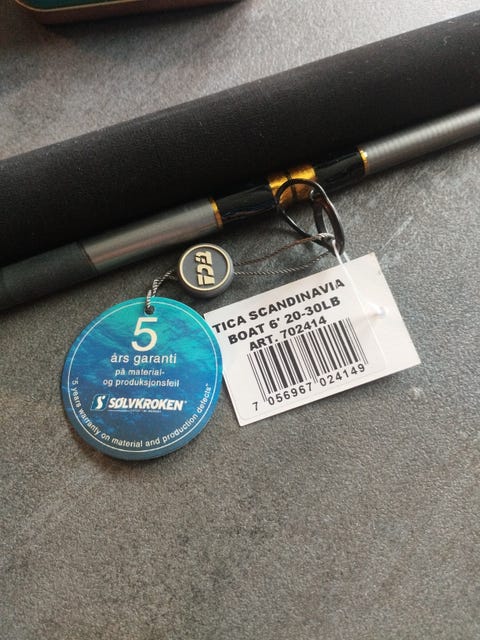 TICA
TICA SCANDINAVIA
BOAT 6' 20-30LB
ART. 702414
7 056967 024149
5
års garanti
på material-
og produksjonsfeil
S SØLVKROKEN
"5 years warranty on material and production defects"